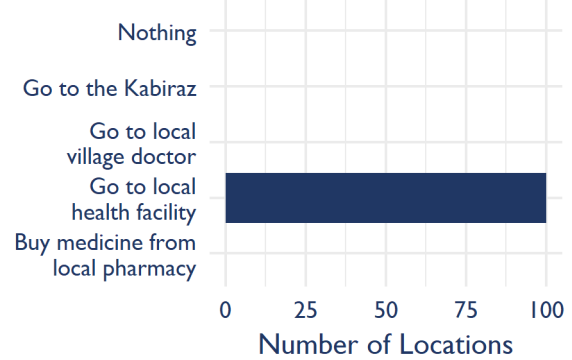 Nothing
Go to the Kabiraz
Go to local
village doctor
Go to local
health facility
Buy medicine from
local pharmacy
0 25 50 75 100
Number of Locations